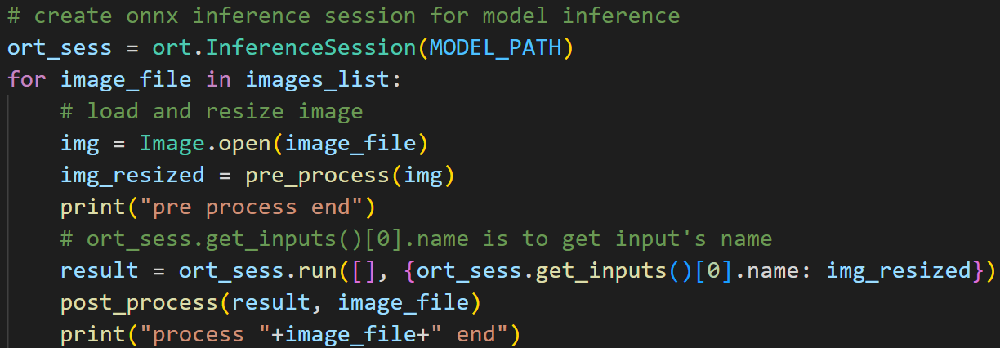 # create onnx inference session for model inference
ort_sess = ort.InferenceSession(MODEL_PATH)
for image_file in images_list:
    # load and resize image
    img = Image.open(image_file)
    img_resized = pre_process(img)
    print("pre process end")
    # ort_sess.get_inputs()[0].name is to get input's name
    result = ort_sess.run([], {ort_sess.get_inputs()[0].name: img_resized})
    post_process(result, image_file)
    print("process "+image_file+" end")